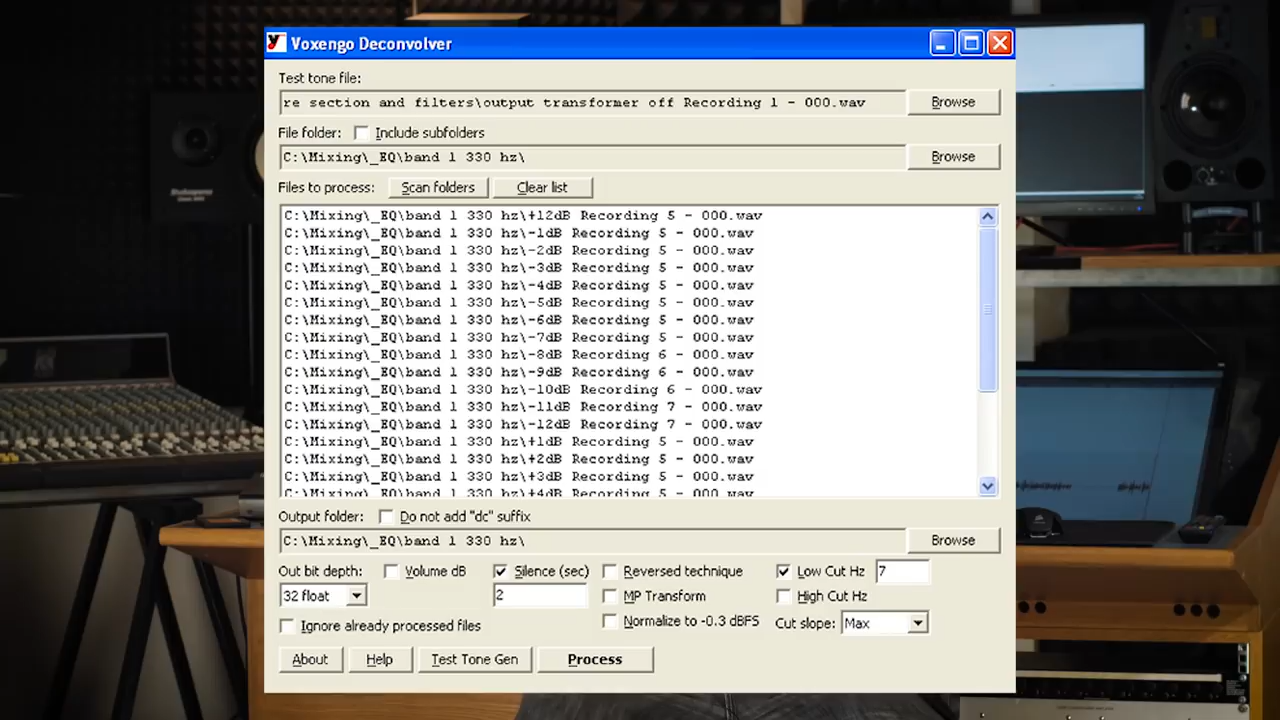 Voxengo Deconvolver
Test tone file:
re section and filters\output transformer off Recording 1 - 000.wav Browse
File folder: Include subfolders
C:\Mixing\_EQ\band 1 330 hz\ Browse
Files to process: Scan folders Clear list
C:\Mixing\_EQ\band 1 330 hz\+12dB Recording 5 - 000.wav
C:\Mixing\_EQ\band 1 330 hz\-1dB Recording 5 - 000.wav
C:\Mixing\_EQ\band 1 330 hz\-2dB Recording 5 - 000.wav
C:\Mixing\_EQ\band 1 330 hz\-3dB Recording 5 - 000.wav
C:\Mixing\_EQ\band 1 330 hz\-4dB Recording 5 - 000.wav
C:\Mixing\_EQ\band 1 330 hz\-5dB Recording 5 - 000.wav
C:\Mixing\_EQ\band 1 330 hz\-6dB Recording 5 - 000.wav
C:\Mixing\_EQ\band 1 330 hz\-7dB Recording 5 - 000.wav
C:\Mixing\_EQ\band 1 330 hz\-8dB Recording 6 - 000.wav
C:\Mixing\_EQ\band 1 330 hz\-9dB Recording 6 - 000.wav
C:\Mixing\_EQ\band 1 330 hz\-10dB Recording 6 - 000.wav
C:\Mixing\_EQ\band 1 330 hz\-11dB Recording 7 - 000.wav
C:\Mixing\_EQ\band 1 330 hz\-12dB Recording 7 - 000.wav
C:\Mixing\_EQ\band 1 330 hz\+1dB Recording 5 - 000.wav
C:\Mixing\_EQ\band 1 330 hz\+2dB Recording 5 - 000.wav
C:\Mixing\_EQ\band 1 330 hz\+3dB Recording 5 - 000.wav
C:\Mixing\_EQ\band 1 330 hz\+4dB Recording 5 - 000.wav
Output folder: Do not add "dc" suffix
C:\Mixing\_EQ\band 1 330 hz\ Browse
Out bit depth: Volume dB Silence (sec) Reversed technique Low Cut Hz 7
32 float 2 MP Transform High Cut Hz
Ignore already processed files Normalize to -0.3 dBFS Cut slope: Max
About Help Test Tone Gen Process